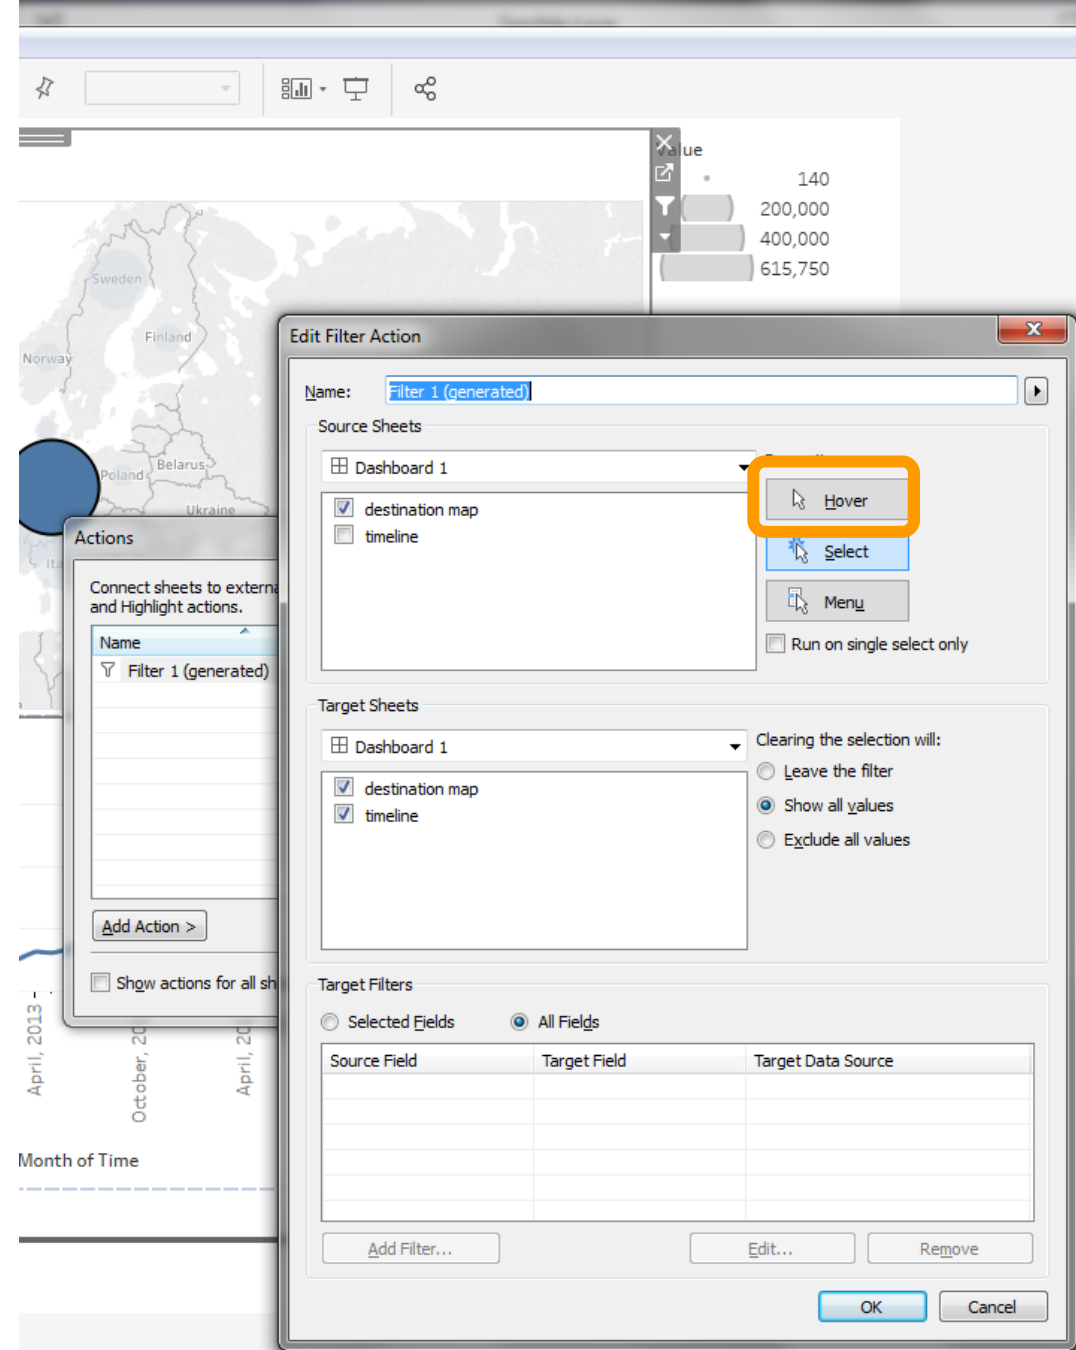 Value
140
200,000
400,000
615,750
Sweden
Finland
Norway
Poland
Belarus
Ukraine
Ita
Edit Filter Action
Name:
Filter 1 (generated)
Source Sheets
Dashboard 1
destination map
timeline
Hover
Select
Menu
Run on single select only
Target Sheets
Dashboard 1
destination map
timeline
Clearing the selection will:
Leave the filter
Show all values
Exclude all values
Target Filters
Selected Fields
All Fields
Source Field
Target Field
Target Data Source
Add Filter...
Edit...
Remove
OK
Cancel
Actions
Connect sheets to externa
and Highlight actions.
Name
Filter 1 (generated)
Add Action >
Show actions for all sh
April, 2013
October, 20
April, 20
Month of Time